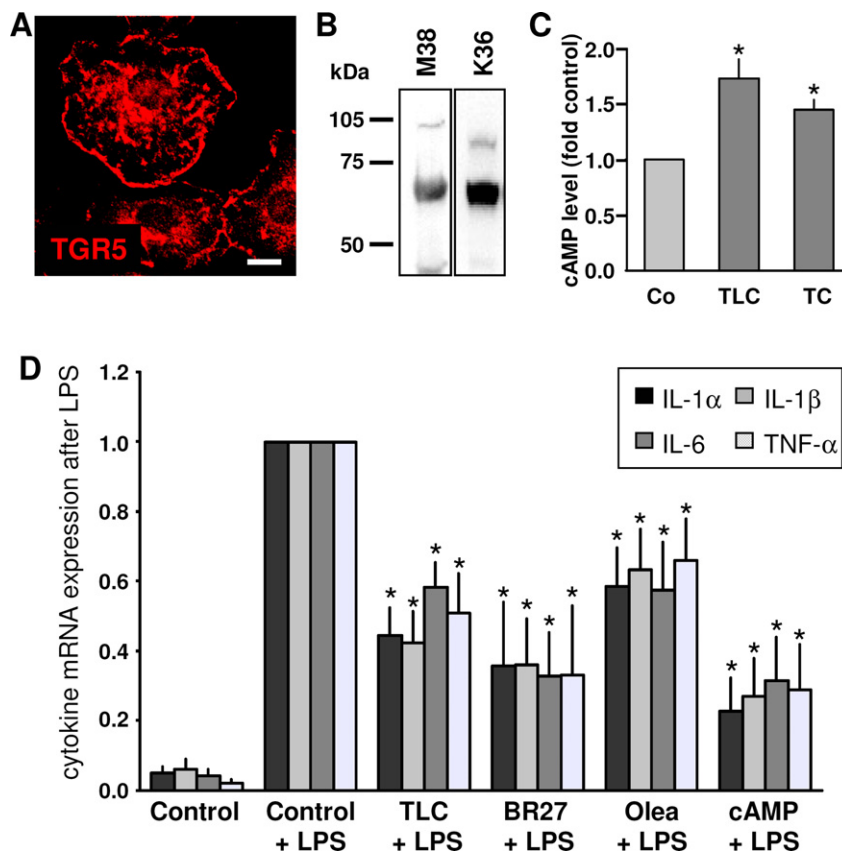 A
TGR5
B
M38
K36
kDa
105
75
50
C
cAMP level (fold control)
2.0
1.5
1.0
0.5
0.0
*
*
Co TLC TC
D
cytokine mRNA expression after LPS
1.2
1.0
0.8
0.6
0.4
0.2
0.0
IL-1α IL-1β
IL-6 TNF-α
* * * *
* * * *
* * * *
* * * *
Control Control TLC BR27 Olea cAMP
+ LPS + LPS + LPS + LPS + LPS